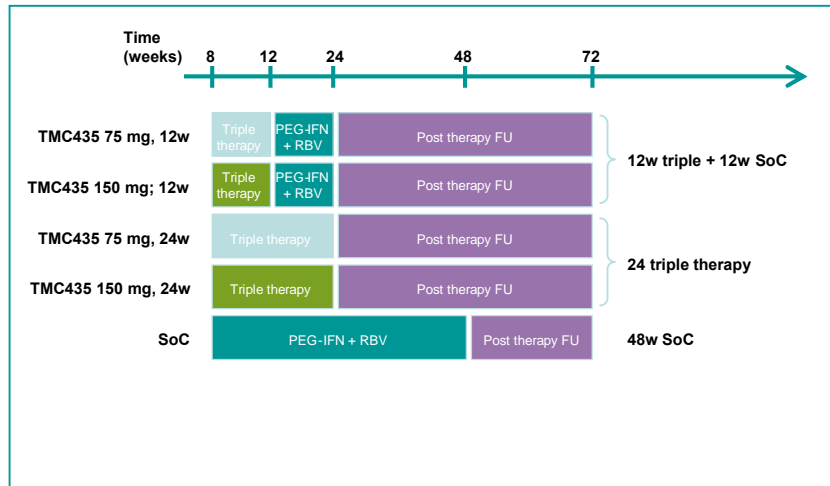 Time
(weeks)
8 12 24 48 72
TMC435 75 mg, 12w
Triple
therapy
PEG-IFN
+ RBV
Post therapy FU
12w triple + 12w SoC
TMC435 150 mg; 12w
Triple
therapy
PEG-IFN
+ RBV
Post therapy FU
TMC435 75 mg, 24w
Triple therapy
Post therapy FU
24 triple therapy
TMC435 150 mg, 24w
Triple therapy
Post therapy FU
SoC
PEG-IFN + RBV
Post therapy FU
48w SoC